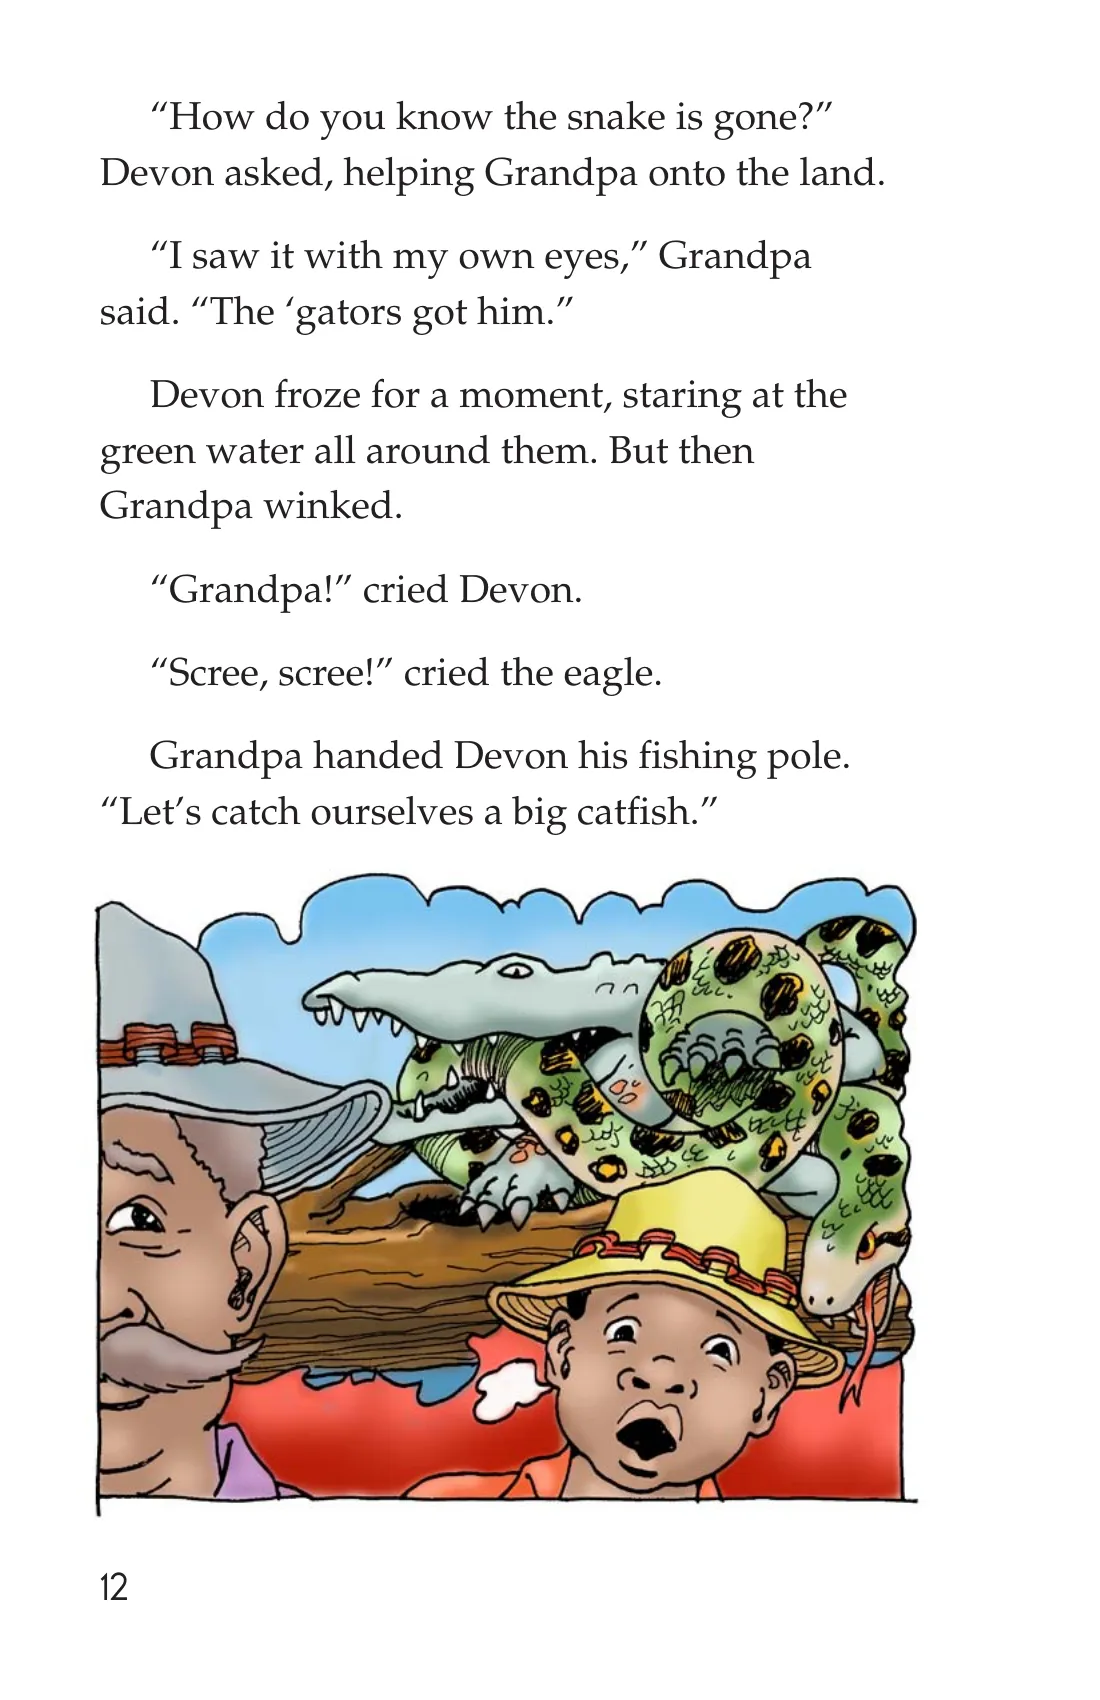 “How do you know the snake is gone?”
Devon asked, helping Grandpa onto the land.
“I saw it with my own eyes,” Grandpa
said. “The ‘gators got him.”
Devon froze for a moment, staring at the
green water all around them. But then
Grandpa winked.
“Grandpa!” cried Devon.
“Scree, scree!” cried the eagle.
Grandpa handed Devon his fishing pole.
“Let’s catch ourselves a big catfish.”
12